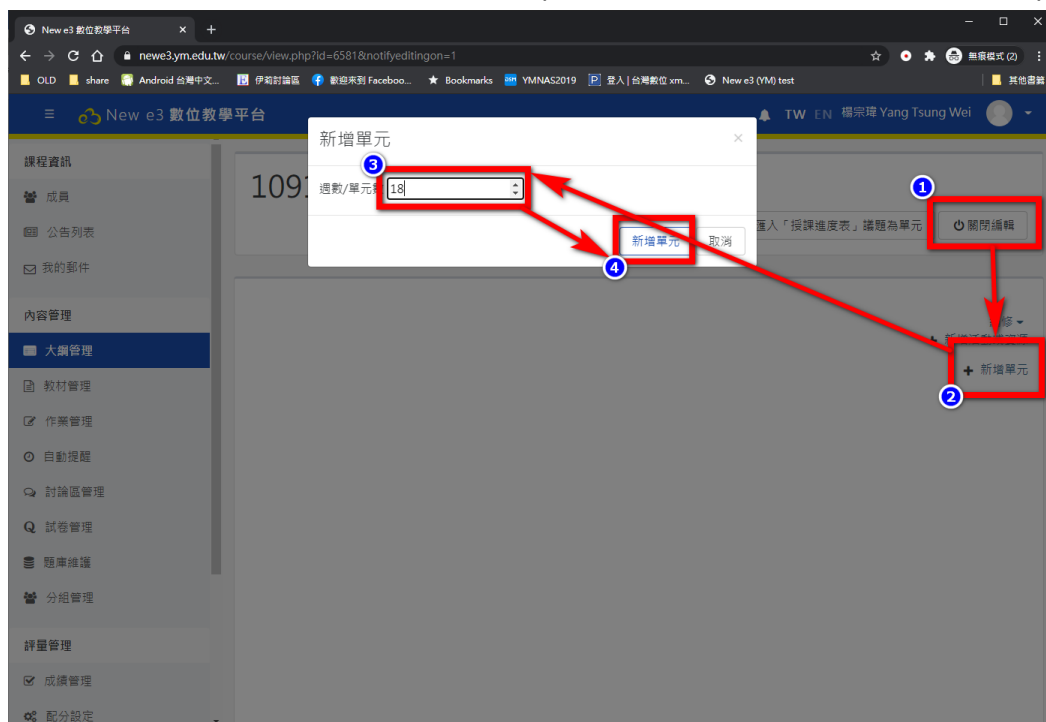 New e3 數位教學平台
newe3.ym.edu.tw/course/view.php?id=6581&notifyeditingon=1
無痕模式 (2)
OLD share Android 台灣中文... 伊莉討論區 歡迎來到 Faceboo... Bookmarks YMNAS2019 登入 | 台灣數位 xm... New e3 (YM) test 其他書籤
New e3 數位教學平台 TW EN 楊宗瑋 Yang Tsung Wei
新增單元 ×
課程資訊
3
109
週數/單元 18
1
成員
公告列表
匯入「授課進度表」議題為單元 關閉編輯
新增單元 取消
4
我的郵件
內容管理
大綱管理
新增單元
2
教材管理
作業管理
自動提醒
討論區管理
試卷管理
題庫維護
分組管理
評量管理
成績管理
配分設定